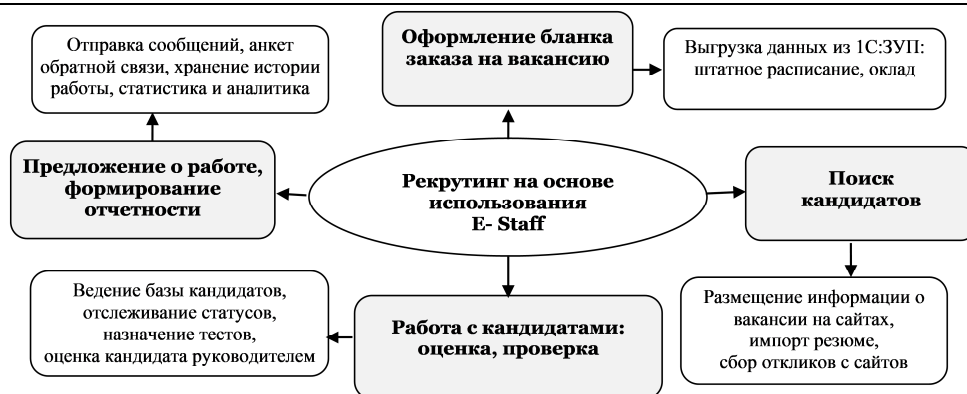 Отправка сообщений, анкет
обратной связи, хранение истории
работы, статистика и аналитика
Оформление бланка
заказа на вакансию
Выгрузка данных из 1С:ЗУП:
штатное расписание, оклад
Предложение о работе,
формирование
отчетности
Рекрутинг на основе
использования
E- Staff
Поиск
кандидатов
Ведение базы кандидатов,
отслеживание статусов,
назначение тестов,
оценка кандидата руководителем
Работа с кандидатами:
оценка, проверка
Размещение информации о
вакансии на сайтах,
импорт резюме,
сбор откликов с сайтов